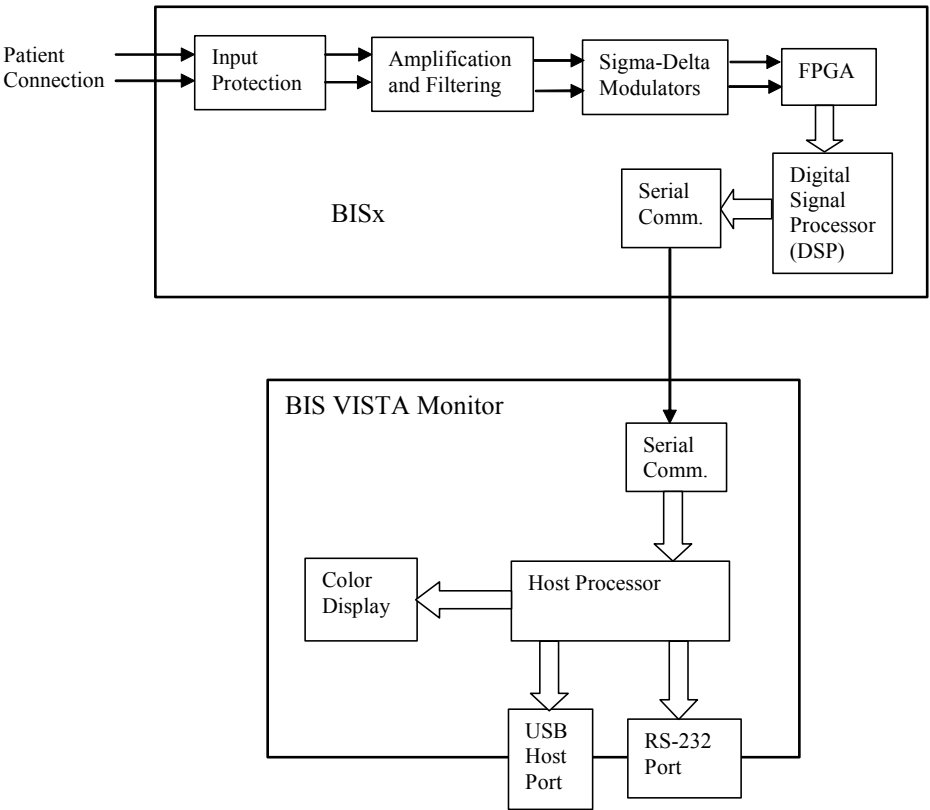 Patient
Connection
Input
Protection
Amplification
and Filtering
Sigma-Delta
Modulators
FPGA
Digital
Signal
Processor
(DSP)
Serial
Comm.
BISx
BIS VISTA Monitor
Serial
Comm.
Host Processor
Color
Display
USB
Host
Port
RS-232
Port